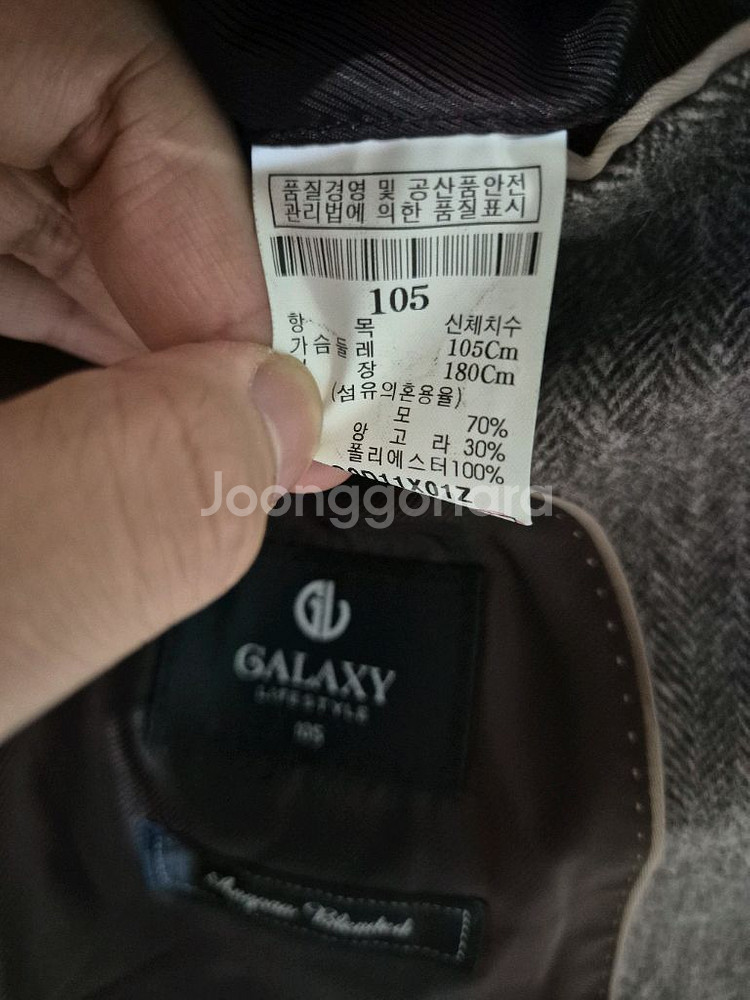 품질경영 및 공산품안전
관리법에 의한 품질표시
105
항 목 신체치수
가슴둘레 105Cm
장 180Cm
(섬유의혼용율)
모 70%
앙 고 라 30%
폴리에스터100%
Joonggonara
GALAXY
LIFESTYLE
105